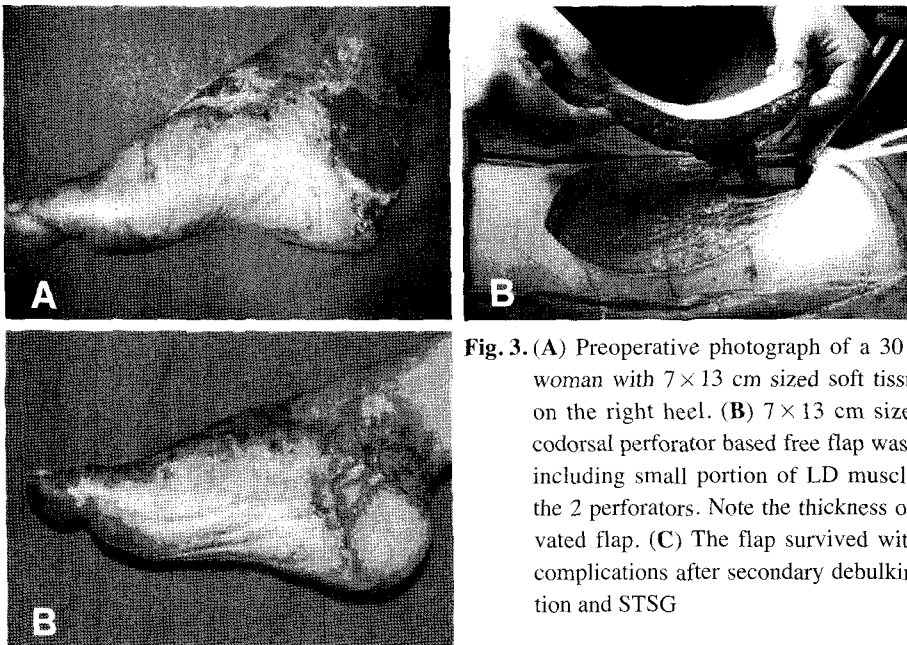 A
B
B
Fig. 3. (A) Preoperative photograph of a 30
woman with 7 × 13 cm sized soft tiss
on the right heel. (B) 7 × 13 cm size
codorsal perforator based free flap was
including small portion of LD muscl
the 2 perforators. Note the thickness o
vated flap. (C) The flap survived wit
complications after secondary debulkin
tion and STSG